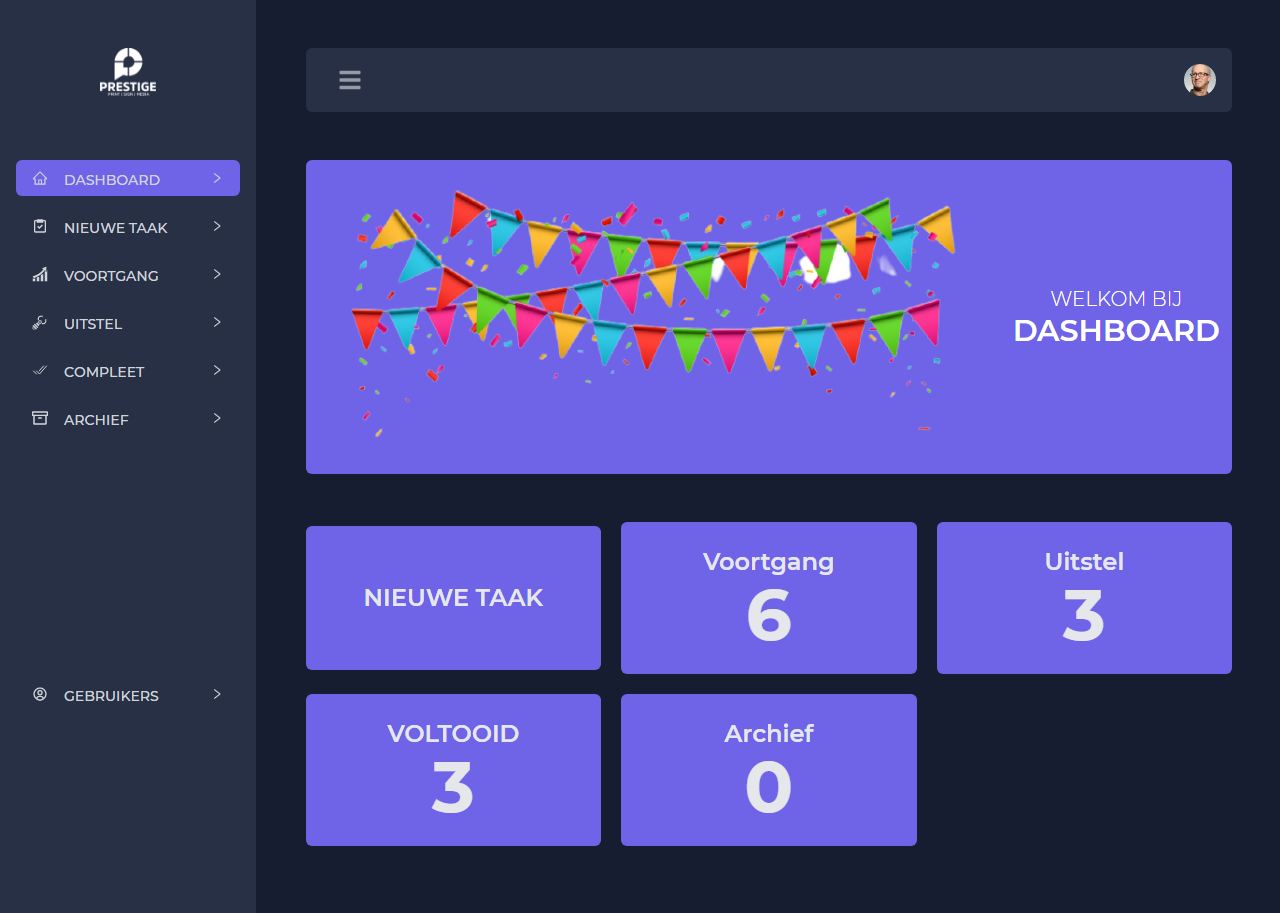 PRESTIGE
PRINT | SIGN | MEDIA
DASHBOARD
NIEUWE TAAK
VOORTGANG
UITSTEL
COMPLEET
ARCHIEF
GEBRUIKERS
WELKOM BIJ
DASHBOARD
NIEUWE TAAK
Voortgang
6
Uitstel
3
VOLTOOID
3
Archief
0